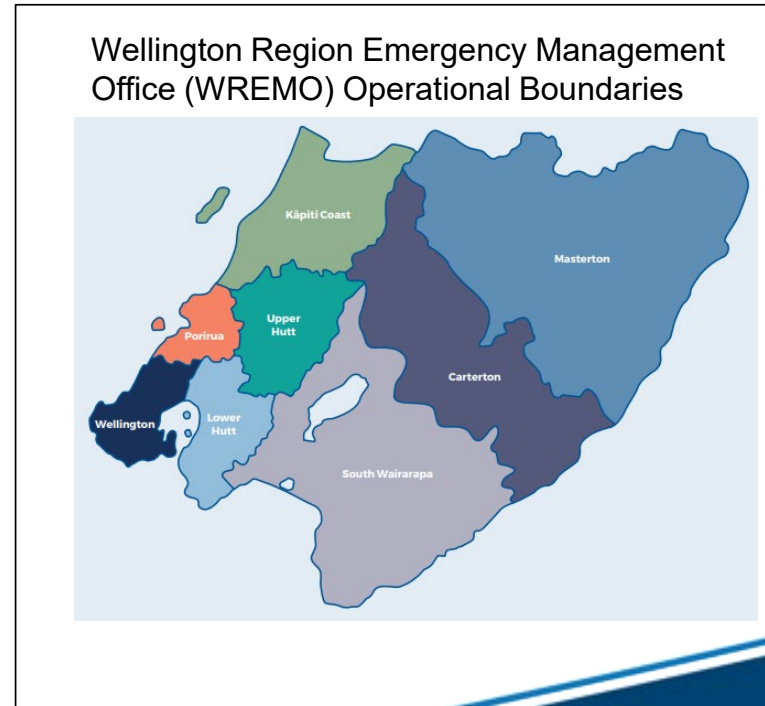 Wellington Region Emergency Management
Office (WREMO) Operational Boundaries
Kāpiti Coast
Masterton
Upper
Hutt
Porirua
Carterton
Wellington
Lower
Hutt
South Wairarapa